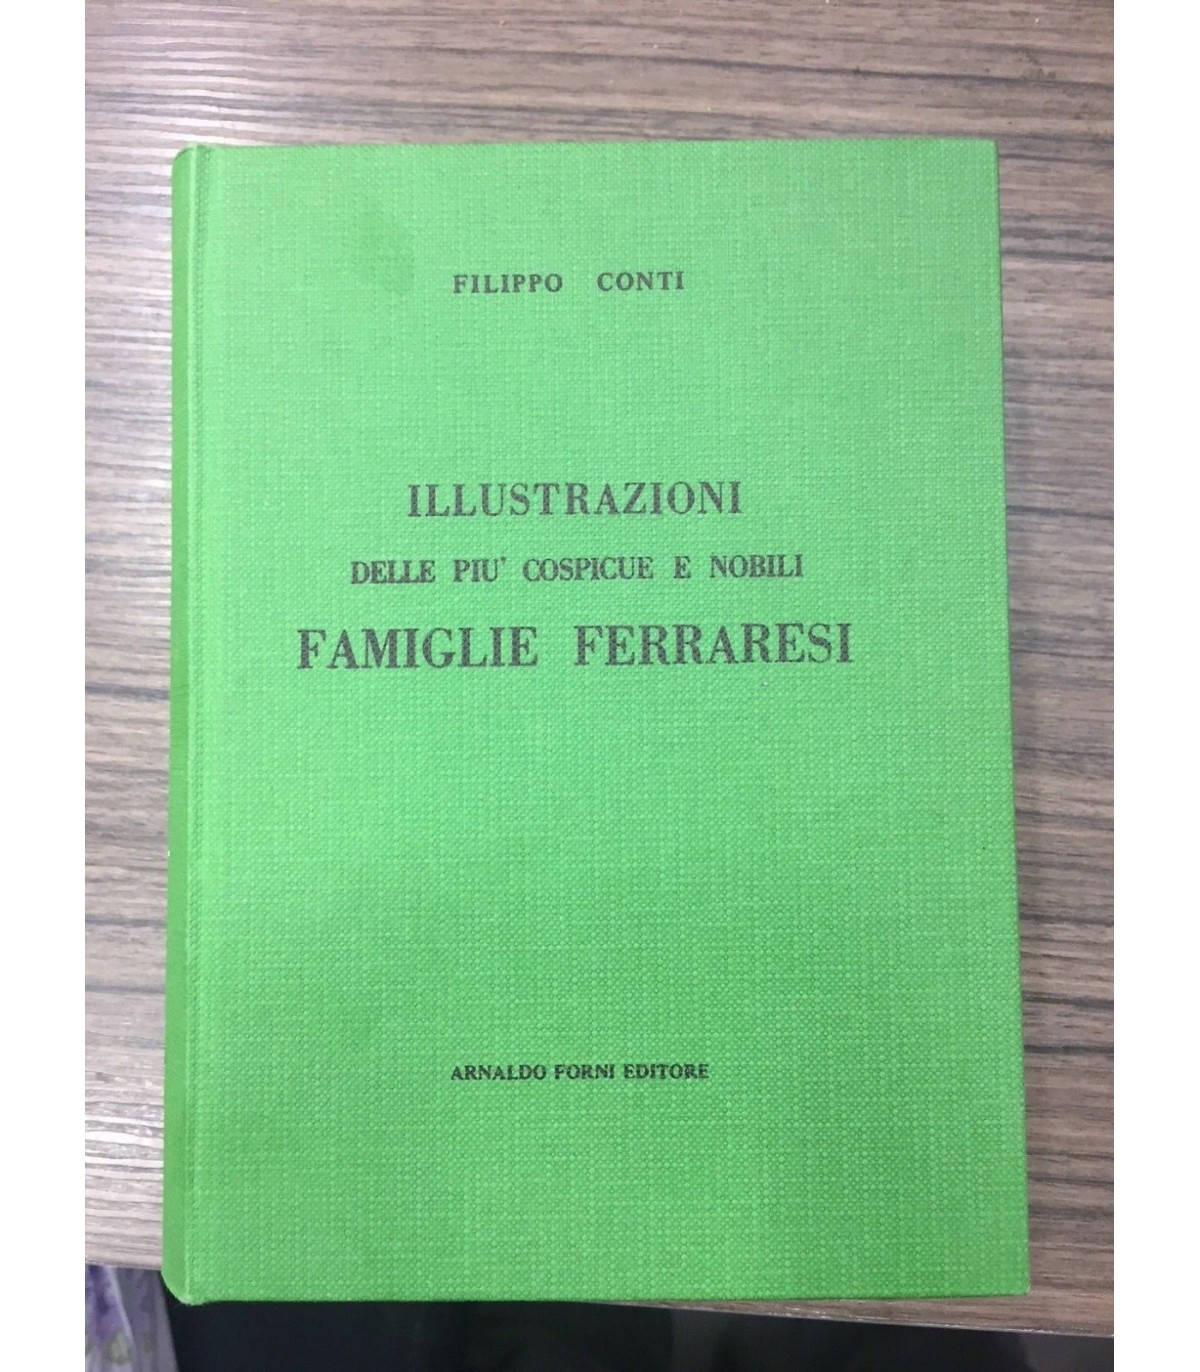 FILIPPO CONTI
ILLUSTRAZIONI
DELLE PIU' COSPICUE E NOBILI
FAMIGLIE FERRARESI
ARNALDO FORNI EDITORE